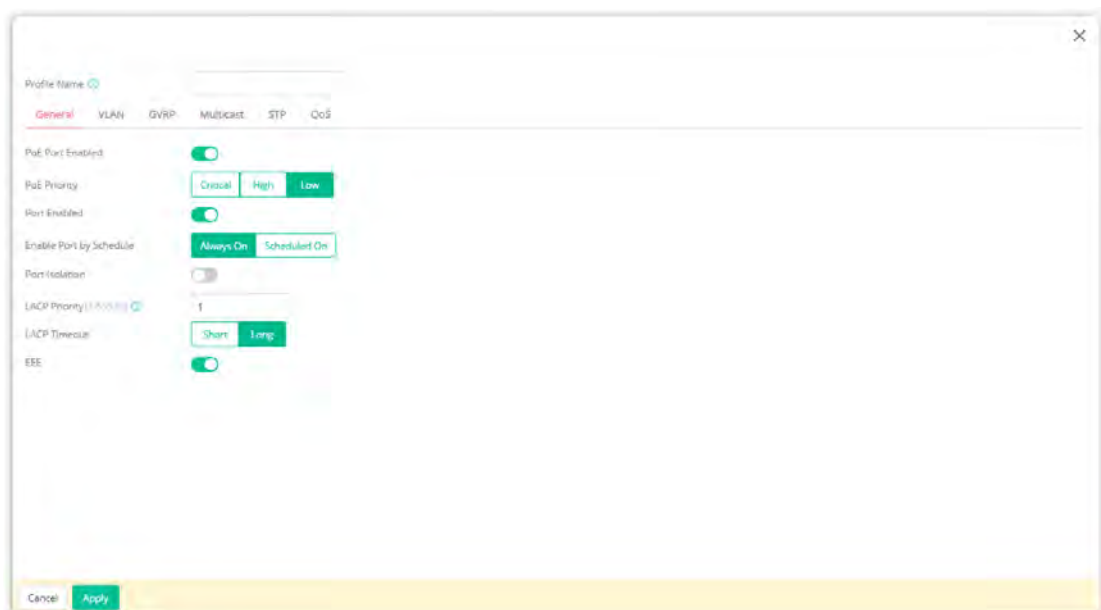 Profile Name
General VLAN GVRP Multicast STP QoS
PoE Port Enabled
PoE Priority Critical High Low
Port Enabled
Enable Port by Schedule Always On Scheduled On
Port Isolation
LACP Priority 1
LACP Timeout Short Long
EEE
Cancel Apply